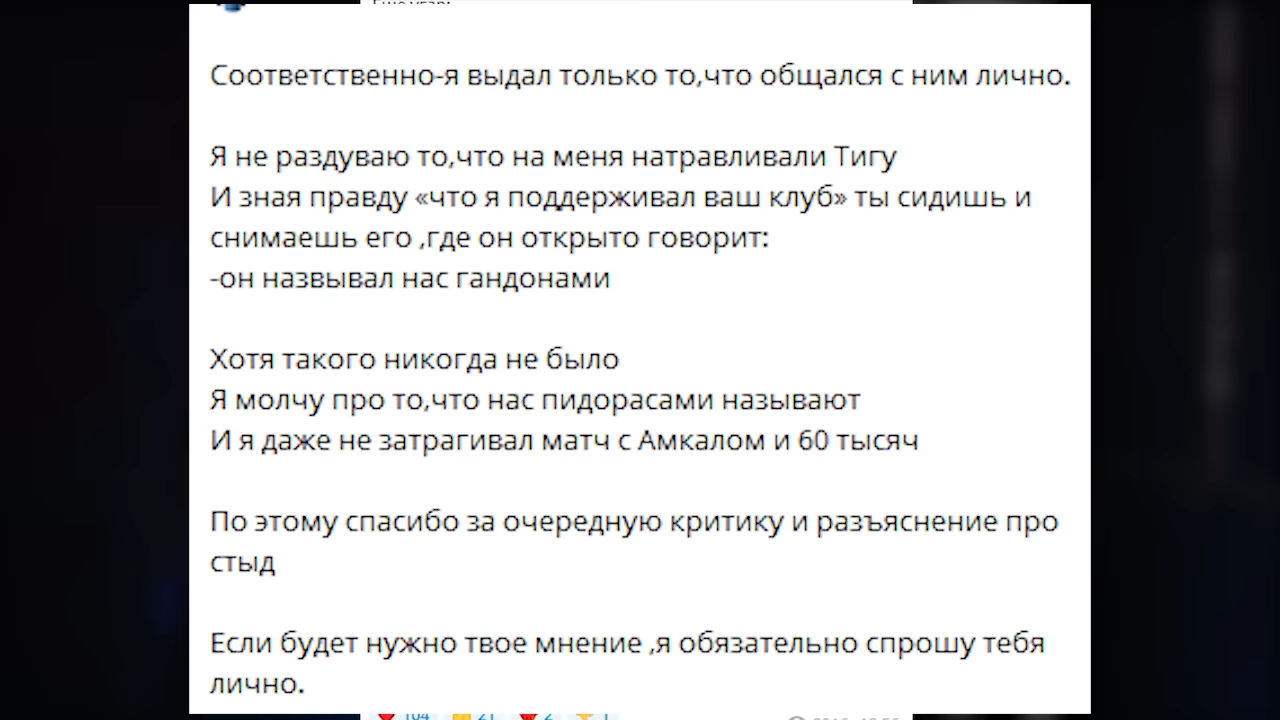 Соответственно-я выдал только то,что общался с ним лично.
Я не раздуваю то,что на меня натравливали Тигу
И зная правду «что я поддерживал ваш клуб» ты сидишь и
снимаешь его ,где он открыто говорит:
-он назвывал нас гандонами
Хотя такого никогда не было
Я молчу про то,что нас пидорасами называют
И я даже не затрагивал матч с Амкалом и 60 тысяч
По этому спасибо за очередную критику и разъяснение про
стыд
Если будет нужно твое мнение ,я обязательно спрошу тебя
лично.